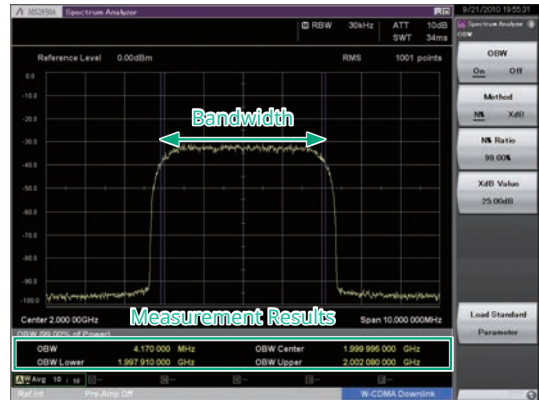 MS2830A Spectrum Analyzer
9/21/2010 19:55:31
Spectrum Analyzer
OBW
RBW 30kHz ATT 10dB
SWT 34ms
Reference Level 0.00dBm RMS 1001 points
OBW
On Off
Method
N% XdB
N% Ratio
99.00%
XdB Value
25.00dB
Load Standard
Parameter
0.0
-10.0
Bandwidth
-20.0
-30.0
-40.0
-50.0
-60.0
-70.0
-80.0
-90.0
-100.0
Center 2.000 00GHz Measurement Results Span 10.000 000MHz
OBW (99.00% of Power)
OBW 4.170 000 MHz OBW Center 1.999 995 000 GHz
OBW Lower 1.997 910 000 GHz OBW Upper 2.002 080 000 GHz
Avg 10 / 10
Ref.Int Pre-Amp Off W-CDMA Downlink